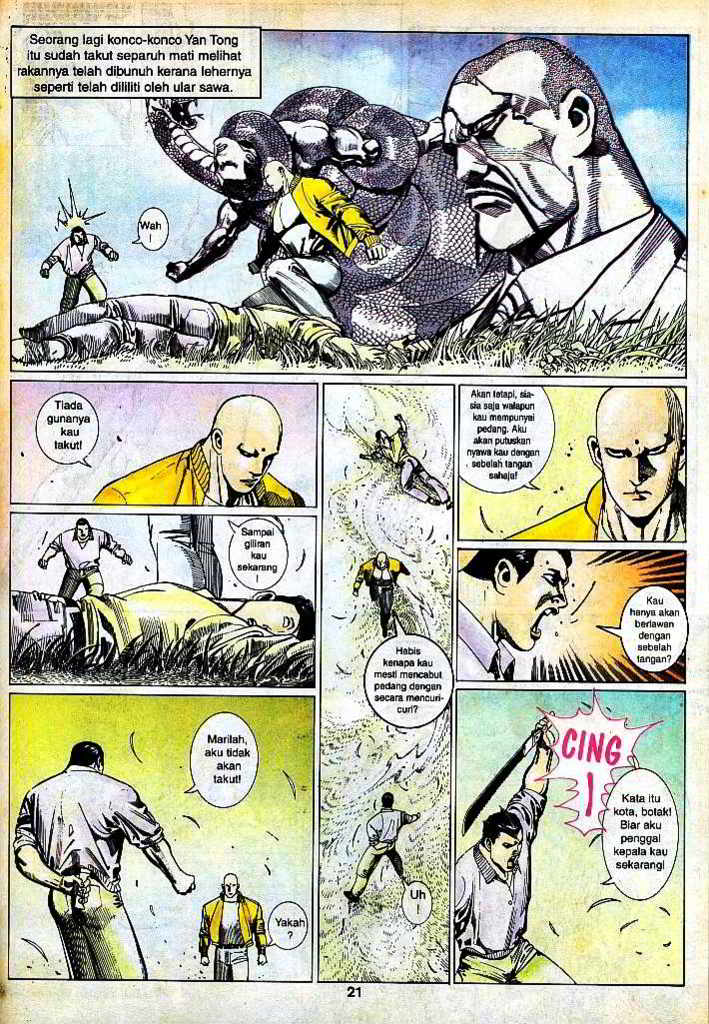 Seorang lagi konco-konco Yan Tong
itu sudah takut separuh mati melihat
rakannya telah dibunuh kerana lehernya
seperti telah dililiti oleh ular sawa.
Wah
!
Tiada
gunanya
kau
takut!
Sampai
giliran
kau
sekarang
!
Marilah,
aku tidak
akan
takut!
Yakah
?
Habis
kenapa kau
mesti mencabut
pedang dengan
secara mencuri-
curi?
Uh
!
Akan tetapi, sia-
sia saja walapun
kau mempunyai
pedang. Aku
akan putuskan
nyawa kau dengan
sebelah tangan
sahaja!
Kau
hanya akan
berlawan
dengan
sebelah
tangan?
CING
!
Kata itu
kota, botak!
Biar aku
penggal
kepala kau
sekarang!
21